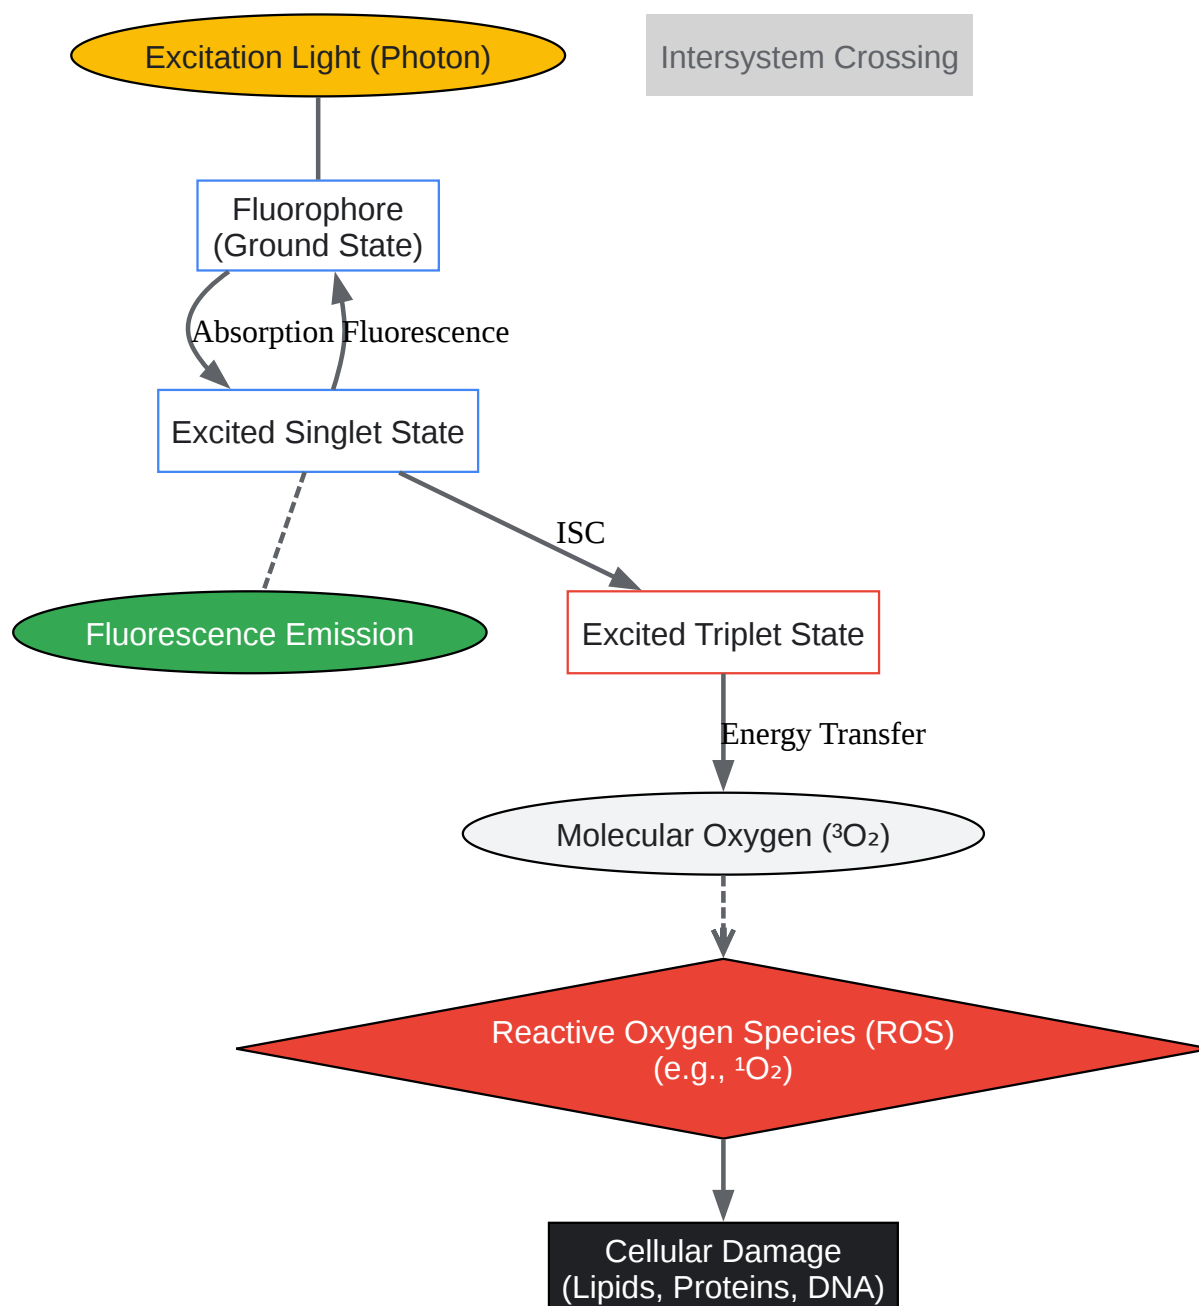 Excitation Light (Photon)
Intersystem Crossing
Fluorophore
(Ground State)
Absorption
Fluorescence
Excited Singlet State
ISC
Fluorescence Emission
Excited Triplet State
Energy Transfer
Molecular Oxygen (³O₂)
Reactive Oxygen Species (ROS)
(e.g., ¹O₂)
Cellular Damage
(Lipids, Proteins, DNA)